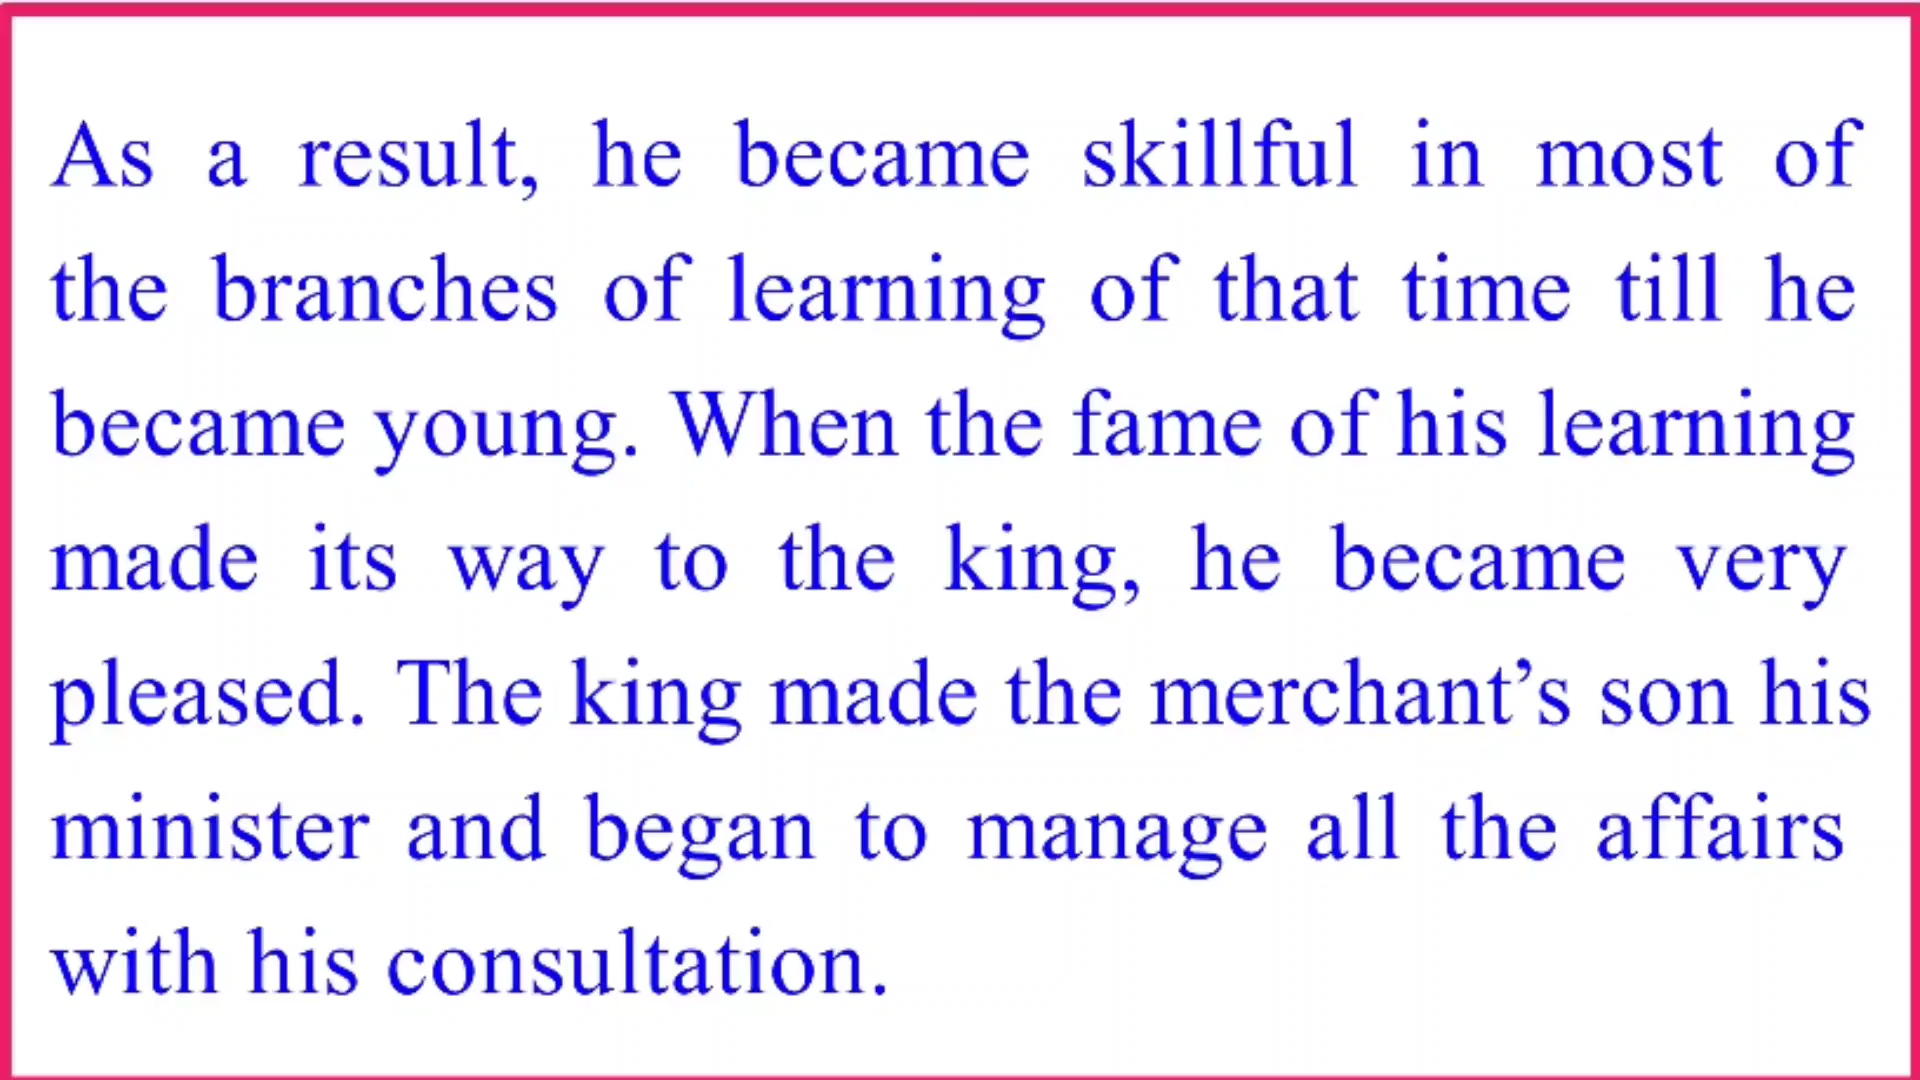 As a result, he became skillful in most of
the branches of learning of that time till he
became young. When the fame of his learning
made its way to the king, he became very
pleased. The king made the merchant’s son his
minister and began to manage all the affairs
with his consultation.